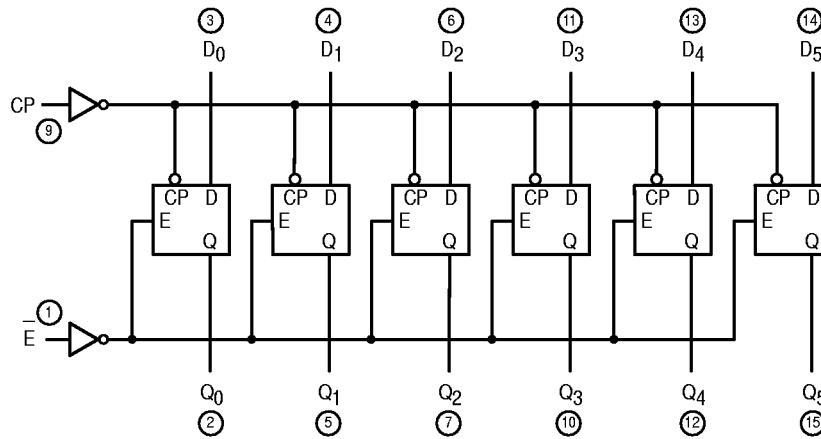 3 4 6 11 13 14
D0 D1 D2 D3 D4 D5
CP
9
CP D CP D CP D CP D CP D CP D
E E E E E E
Q Q Q Q Q Q
1
E̅
Q0 Q1 Q2 Q3 Q4 Q5
2 5 7 10 12 15